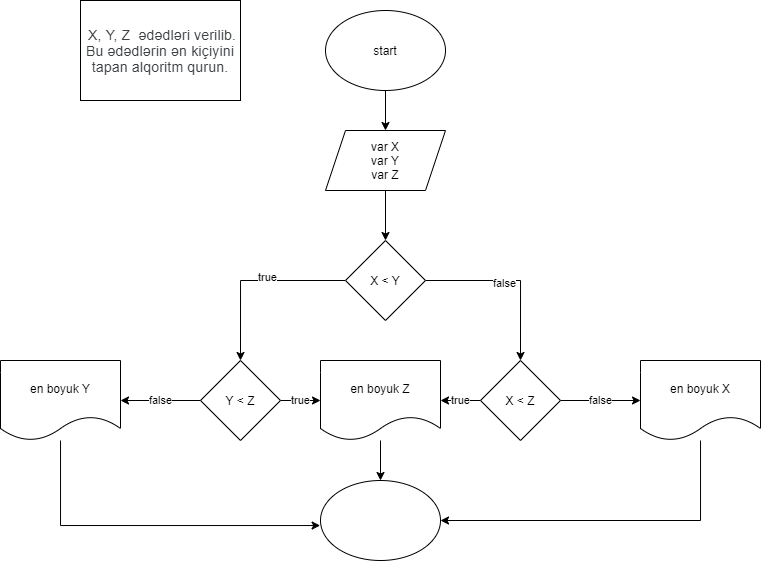 X, Y, Z ədədləri verilib.
Bu ədədlərin ən kiçiyini
tapan alqoritm qurun.
start
var X
var Y
var Z
X < Y
true
false
en boyuk Y
false
Y < Z
true
en boyuk Z
true
X < Z
false
en boyuk X